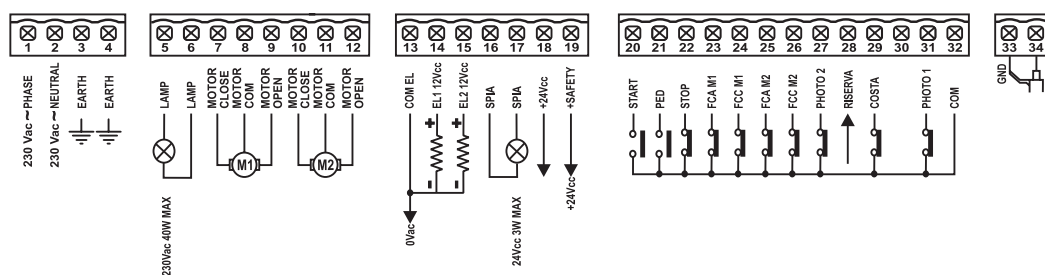 1 2 3 4
5 6 7 8 9 10 11 12
13 14 15 16 17 18 19
20 21 22 23 24 25 26 27 28 29 30 31 32
33 34
230 Vac ~ PHASE
230 Vac ~ NEUTRAL
EARTH
EARTH
LAMP
LAMP
MOTOR CLOSE
MOTOR COM
MOTOR OPEN
MOTOR CLOSE
MOTOR COM
MOTOR OPEN
M1
M2
230Vac 40W MAX
COM EL
EL1 12Vcc
EL2 12Vcc
SPIA
SPIA
+24Vcc
+SAFETY
+ +
- -
0Vac
24Vcc 3W MAX
+24Vcc
START
PED
STOP
FCA M1
FCC M1
FCA M2
FCC M2
PHOTO 2
RISERVA
COSTA
PHOTO 1
COM
GND